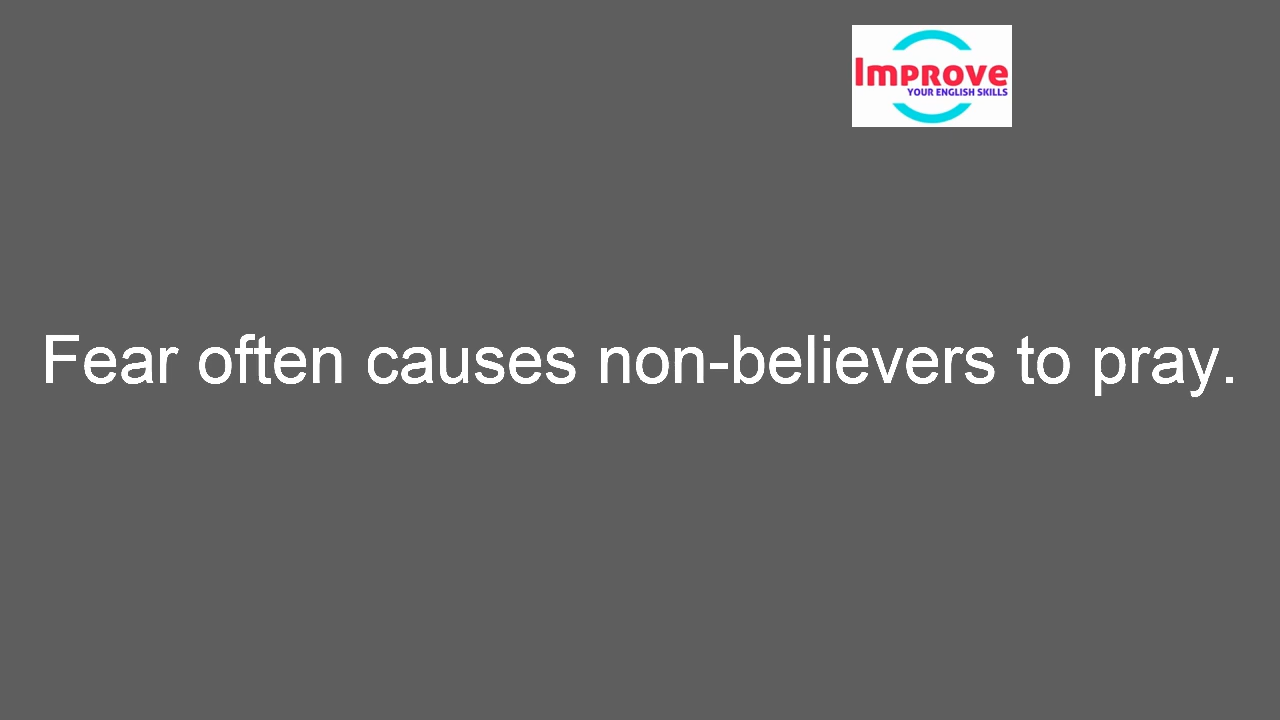 Improve
YOUR ENGLISH SKILLS
Fear often causes non-believers to pray.